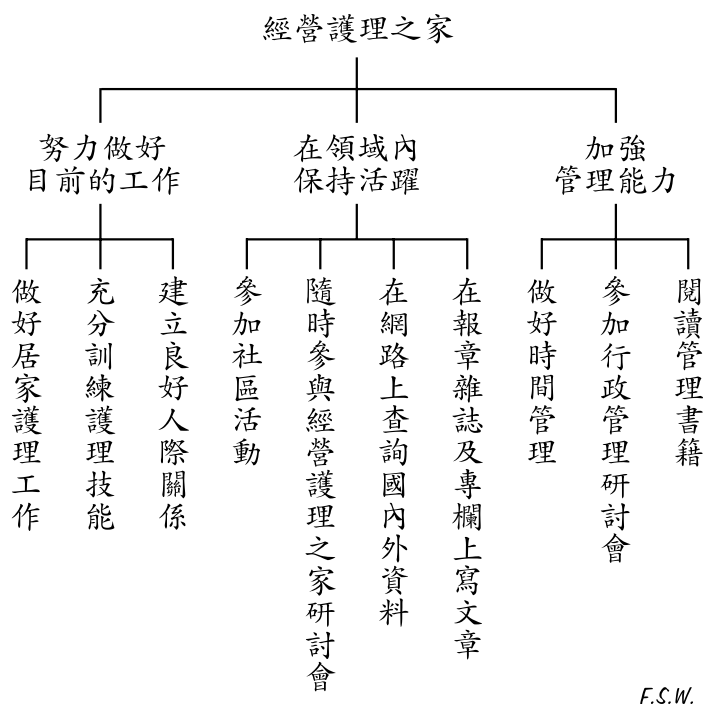 經營護理之家
努力做好
目前的工作
在領域內
保持活躍
加強
管理能力
做好居家護理工作
充分訓練護理技能
建立良好人際關係
參加社區活動
隨時參與經營護理之家研討會
在網路上查詢國內外資料
在報章雜誌及專欄上寫文章
做好時間管理
參加行政管理研討會
閱讀管理書籍
F.S.W.